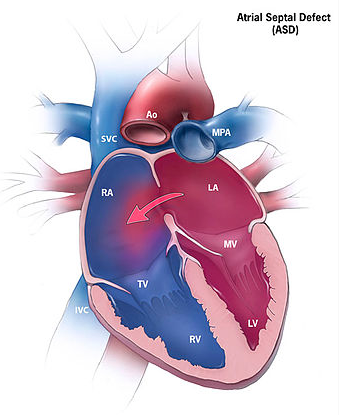 Atrial Septal Defect
(ASD)
Ao
SVC
MPA
RA
LA
MV
TV
IVC
LV
RV